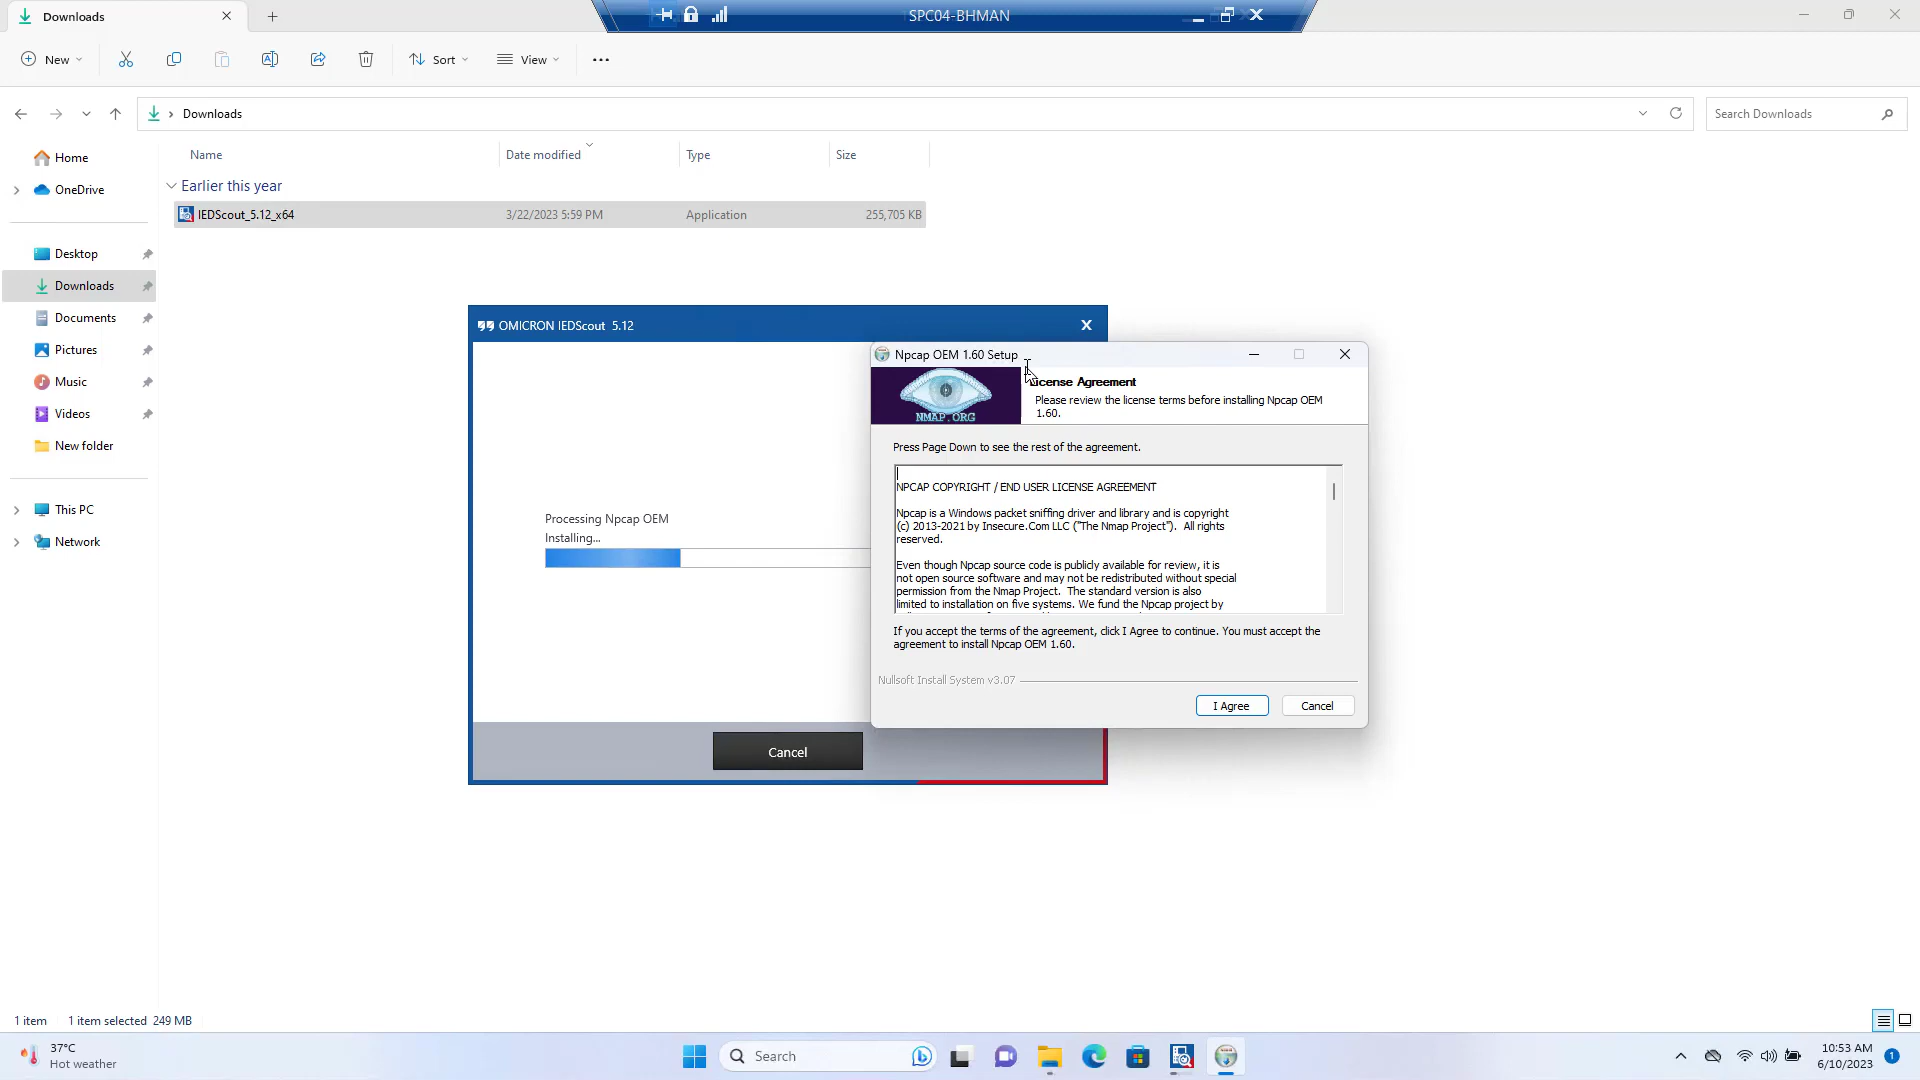 Downloads
SPC04-BHMAN
New
Sort
View
Downloads
Search Downloads
Name
Date modified
Type
Size
Home
OneDrive
Desktop
Downloads
Documents
Pictures
Music
Videos
New folder
This PC
Network
Earlier this year
IEDScout_5.12_x64
3/22/2023 5:59 PM
Application
255,705 KB
OMICRON IEDScout 5.12
Processing Npcap OEM
Installing...
Cancel
Npcap OEM 1.60 Setup
NMAP.ORG
License Agreement
Please review the license terms before installing Npcap OEM
1.60.
Press Page Down to see the rest of the agreement.
NPCAP COPYRIGHT / END USER LICENSE AGREEMENT
Npcap is a Windows packet sniffing driver and library and is copyright
(c) 2013-2021 by Insecure.Com LLC ("The Nmap Project"). All rights
reserved.
Even though Npcap source code is publicly available for review, it is
not open source software and may not be redistributed without special
permission from the Nmap Project. The standard version is also
limited to installation on five systems. We fund the Npcap project by
If you accept the terms of the agreement, click I Agree to continue. You must accept the
agreement to install Npcap OEM 1.60.
Nullsoft Install System v3.07
I Agree
Cancel
1 item
1 item selected 249 MB
37°C
Hot weather
Search
10:53 AM
6/10/2023
1